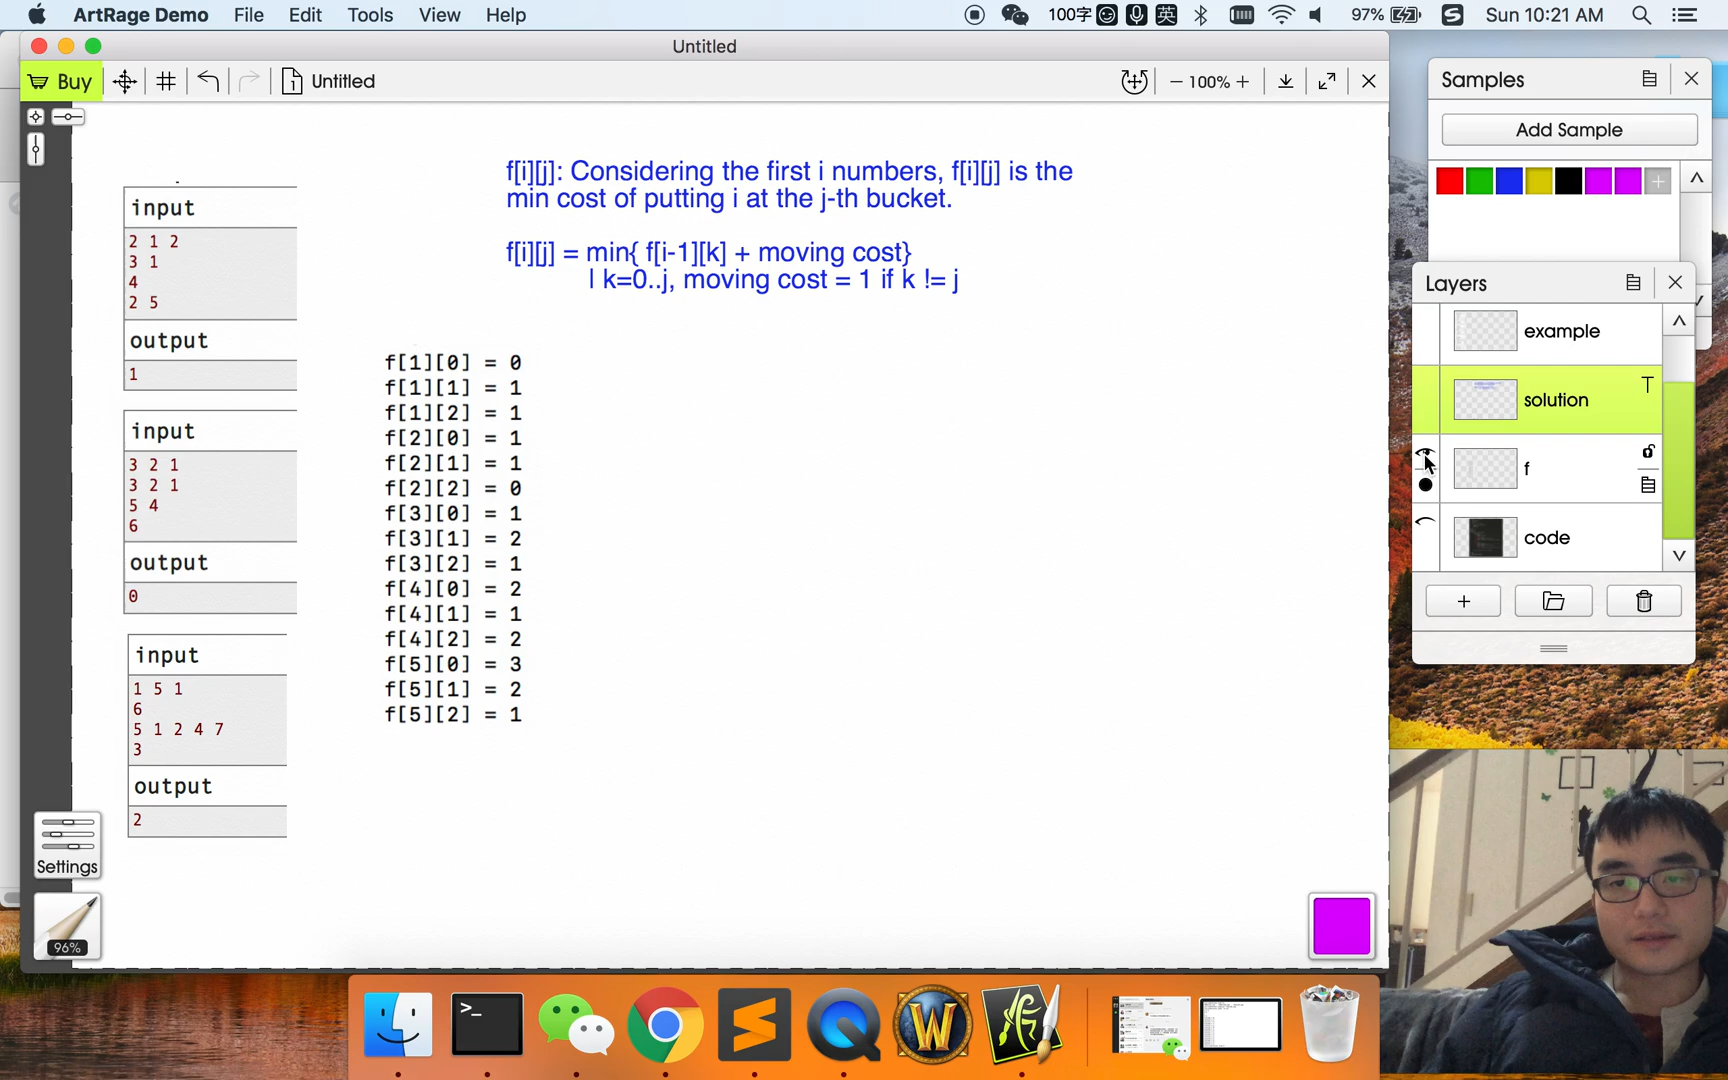 ArtRage Demo File Edit Tools View Help
100字 英 97% Sun 10:21 AM
Untitled
Buy
Untitled
100%
input
2 1 2
3 1
4
2 5
output
1
input
3 2 1
3 2 1
5 4
6
output
0
input
1 5 1
6
5 1 2 4 7
3
output
2
f[i][j]: Considering the first i numbers, f[i][j] is the
min cost of putting i at the j-th bucket.
f[i][j] = min{ f[i-1][k] + moving cost}
| k=0..j, moving cost = 1 if k != j
f[1][0] = 0
f[1][1] = 1
f[1][2] = 1
f[2][0] = 1
f[2][1] = 1
f[2][2] = 0
f[3][0] = 1
f[3][1] = 2
f[3][2] = 1
f[4][0] = 2
f[4][1] = 1
f[4][2] = 2
f[5][0] = 3
f[5][1] = 2
f[5][2] = 1
Settings
96%
Samples
Add Sample
Layers
example
solution
T
f
code
>_
W